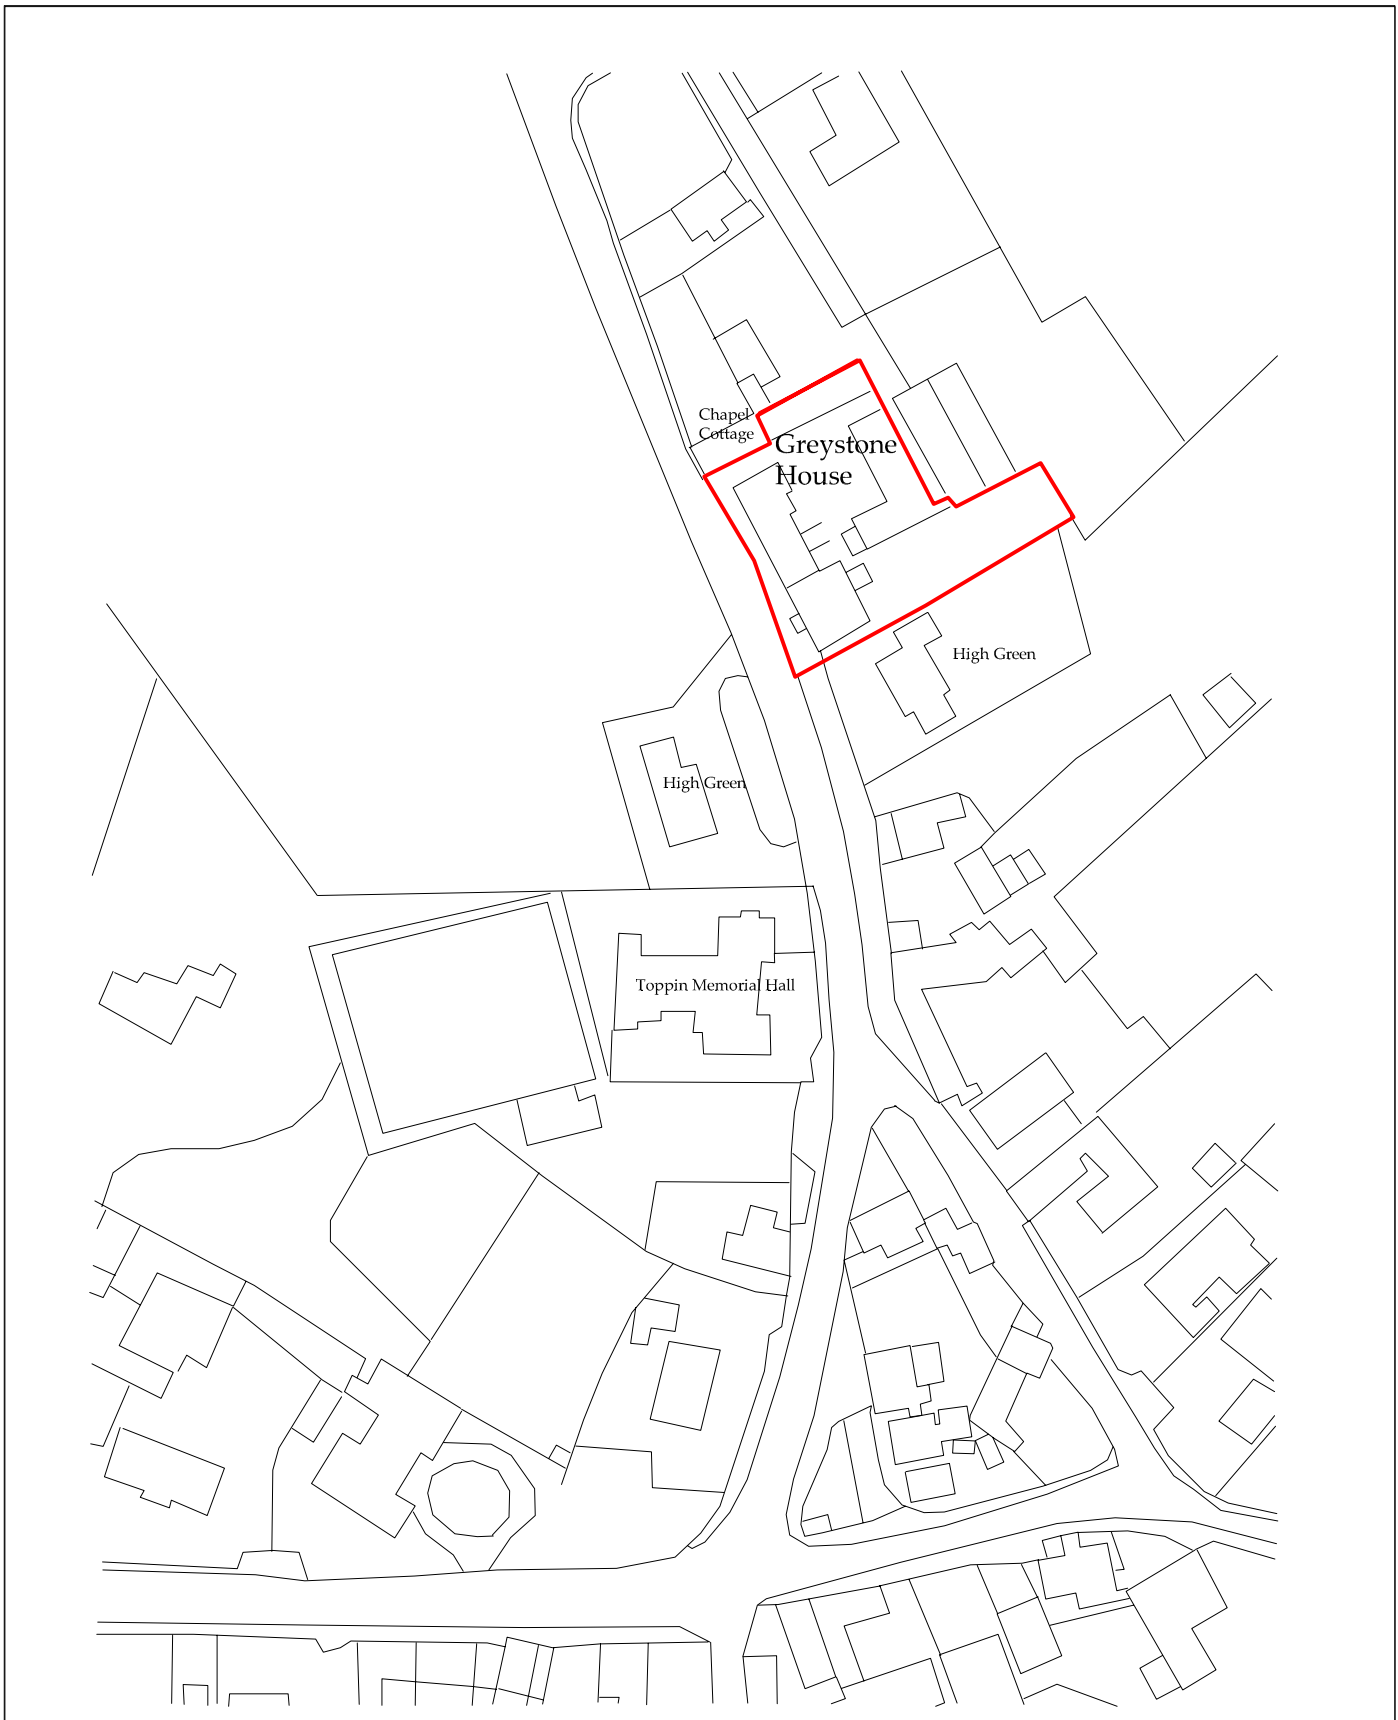 Chapel
Cottage
Greystone
House
High Green
High Green
Toppin Memorial Hall